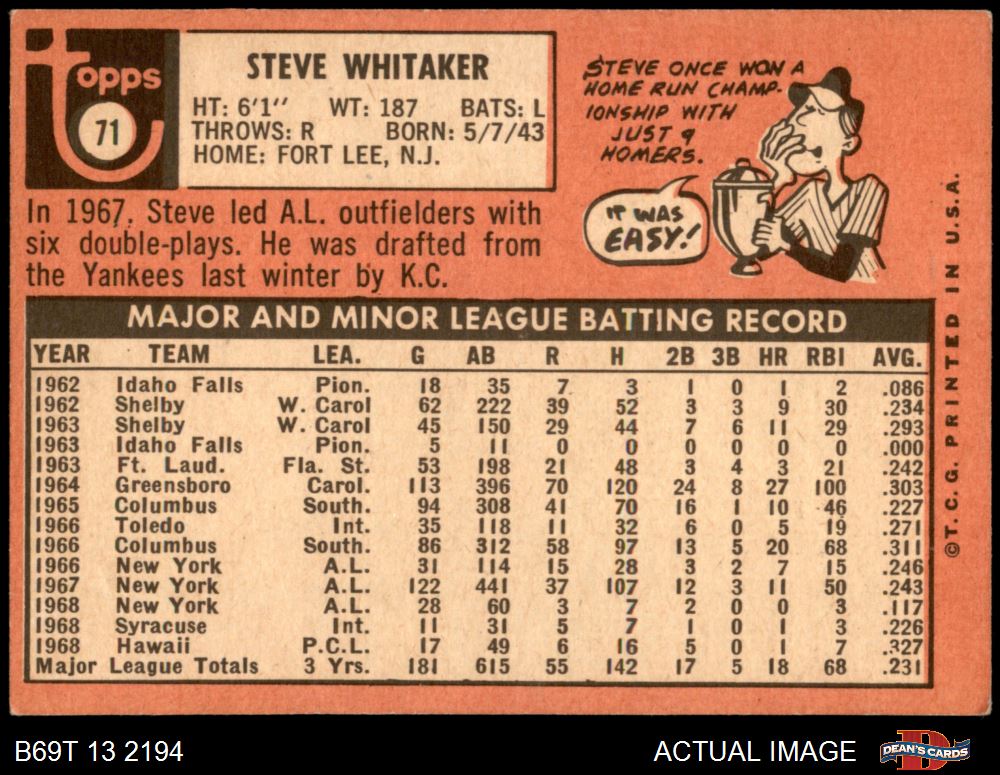 Topps
71
STEVE WHITAKER
HT: 6'1" WT: 187 BATS: L
THROWS: R BORN: 5/7/43
HOME: FORT LEE, N.J.
STEVE ONCE WON A
HOME RUN CHAMP-
IONSHIP WITH
JUST 9
HOMERS.
IT WAS
EASY!
In 1967, Steve led A.L. outfielders with
six double-plays. He was drafted from
the Yankees last winter by K.C.
MAJOR AND MINOR LEAGUE BATTING RECORD
YEAR TEAM LEA. G AB R H 2B 3B HR RBI AVG.
1962 Idaho Falls Pion. 18 35 7 3 1 0 1 2 .086
1962 Shelby W. Carol 62 222 39 52 3 3 9 30 .234
1963 Shelby W. Carol 45 150 29 44 7 6 11 29 .293
1963 Idaho Falls Pion. 5 11 0 0 0 0 0 0 .000
1963 Ft. Laud. Fla. St. 53 198 21 48 3 4 3 21 .242
1964 Greensboro Carol. 113 396 70 120 24 8 27 100 .303
1965 Columbus South. 94 308 41 70 16 1 10 46 .227
1966 Toledo Int. 35 118 11 32 6 0 5 19 .271
1966 Columbus South. 86 312 58 97 13 5 20 68 .311
1966 New York A.L. 31 114 15 28 3 2 7 15 .246
1967 New York A.L. 122 441 37 107 12 3 11 50 .243
1968 New York A.L. 28 60 3 7 2 0 0 3 .117
1968 Syracuse Int. 11 31 5 7 1 0 1 3 .226
1968 Hawaii P.C.L. 17 49 6 16 5 0 1 7 .327
Major League Totals 3 Yrs. 181 615 55 142 17 5 18 68 .231
© T. C. G. PRINTED IN U.S.A.
B69T 13 2194
ACTUAL IMAGE
D
DEAN'S CARDS